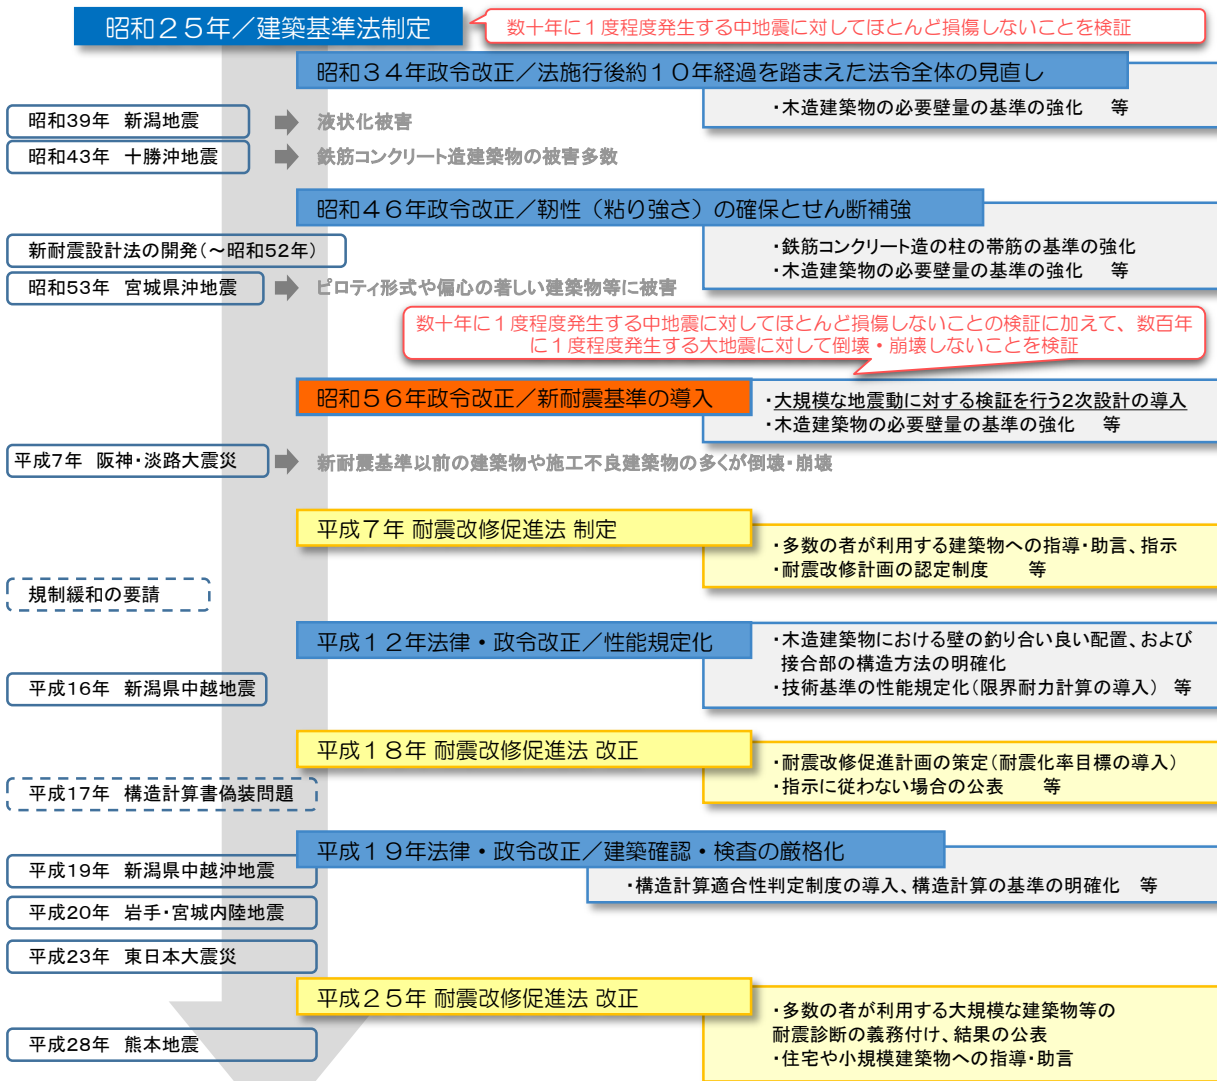 昭和２５年／建築基準法制定
数十年に１度程度発生する中地震に対してほとんど損傷しないことを検証
昭和３４年政令改正／法施行後約１０年経過を踏まえた法令全体の見直し
・木造建築物の必要壁量の基準の強化　等
昭和39年 新潟地震
液状化被害
昭和43年 十勝沖地震
鉄筋コンクリート造建築物の被害多数
昭和４６年政令改正／靭性（粘り強さ）の確保とせん断補強
・鉄筋コンクリート造の柱の帯筋の基準の強化
・木造建築物の必要壁量の基準の強化　等
新耐震設計法の開発（～昭和52年）
昭和53年 宮城県沖地震
ピロティ形式や偏心の著しい建築物等に被害
数十年に１度程度発生する中地震に対してほとんど損傷しないことの検証に加えて、数百年
に１度程度発生する大地震に対して倒壊・崩壊しないことを検証
昭和５６年政令改正／新耐震基準の導入
・大規模な地震動に対する検証を行う2次設計の導入
・木造建築物の必要壁量の基準の強化　等
平成7年 阪神・淡路大震災
新耐震基準以前の建築物や施工不良建築物の多くが倒壊・崩壊
平成７年 耐震改修促進法 制定
・多数の者が利用する建築物への指導・助言、指示
・耐震改修計画の認定制度　　等
規制緩和の要請
平成１２年法律・政令改正／性能規定化
・木造建築物における壁の釣り合い良い配置、および
接合部の構造方法の明確化
・技術基準の性能規定化（限界耐力計算の導入）　等
平成16年 新潟県中越地震
平成１８年 耐震改修促進法 改正
・耐震改修促進計画の策定（耐震化率目標の導入）
・指示に従わない場合の公表　　等
平成17年 構造計算書偽装問題
平成１９年法律・政令改正／建築確認・検査の厳格化
・構造計算適合性判定制度の導入、構造計算の基準の明確化　等
平成19年 新潟県中越沖地震
平成20年 岩手・宮城内陸地震
平成23年 東日本大震災
平成２５年 耐震改修促進法 改正
・多数の者が利用する大規模な建築物等の
耐震診断の義務付け、結果の公表
・住宅や小規模建築物への指導・助言
平成28年 熊本地震